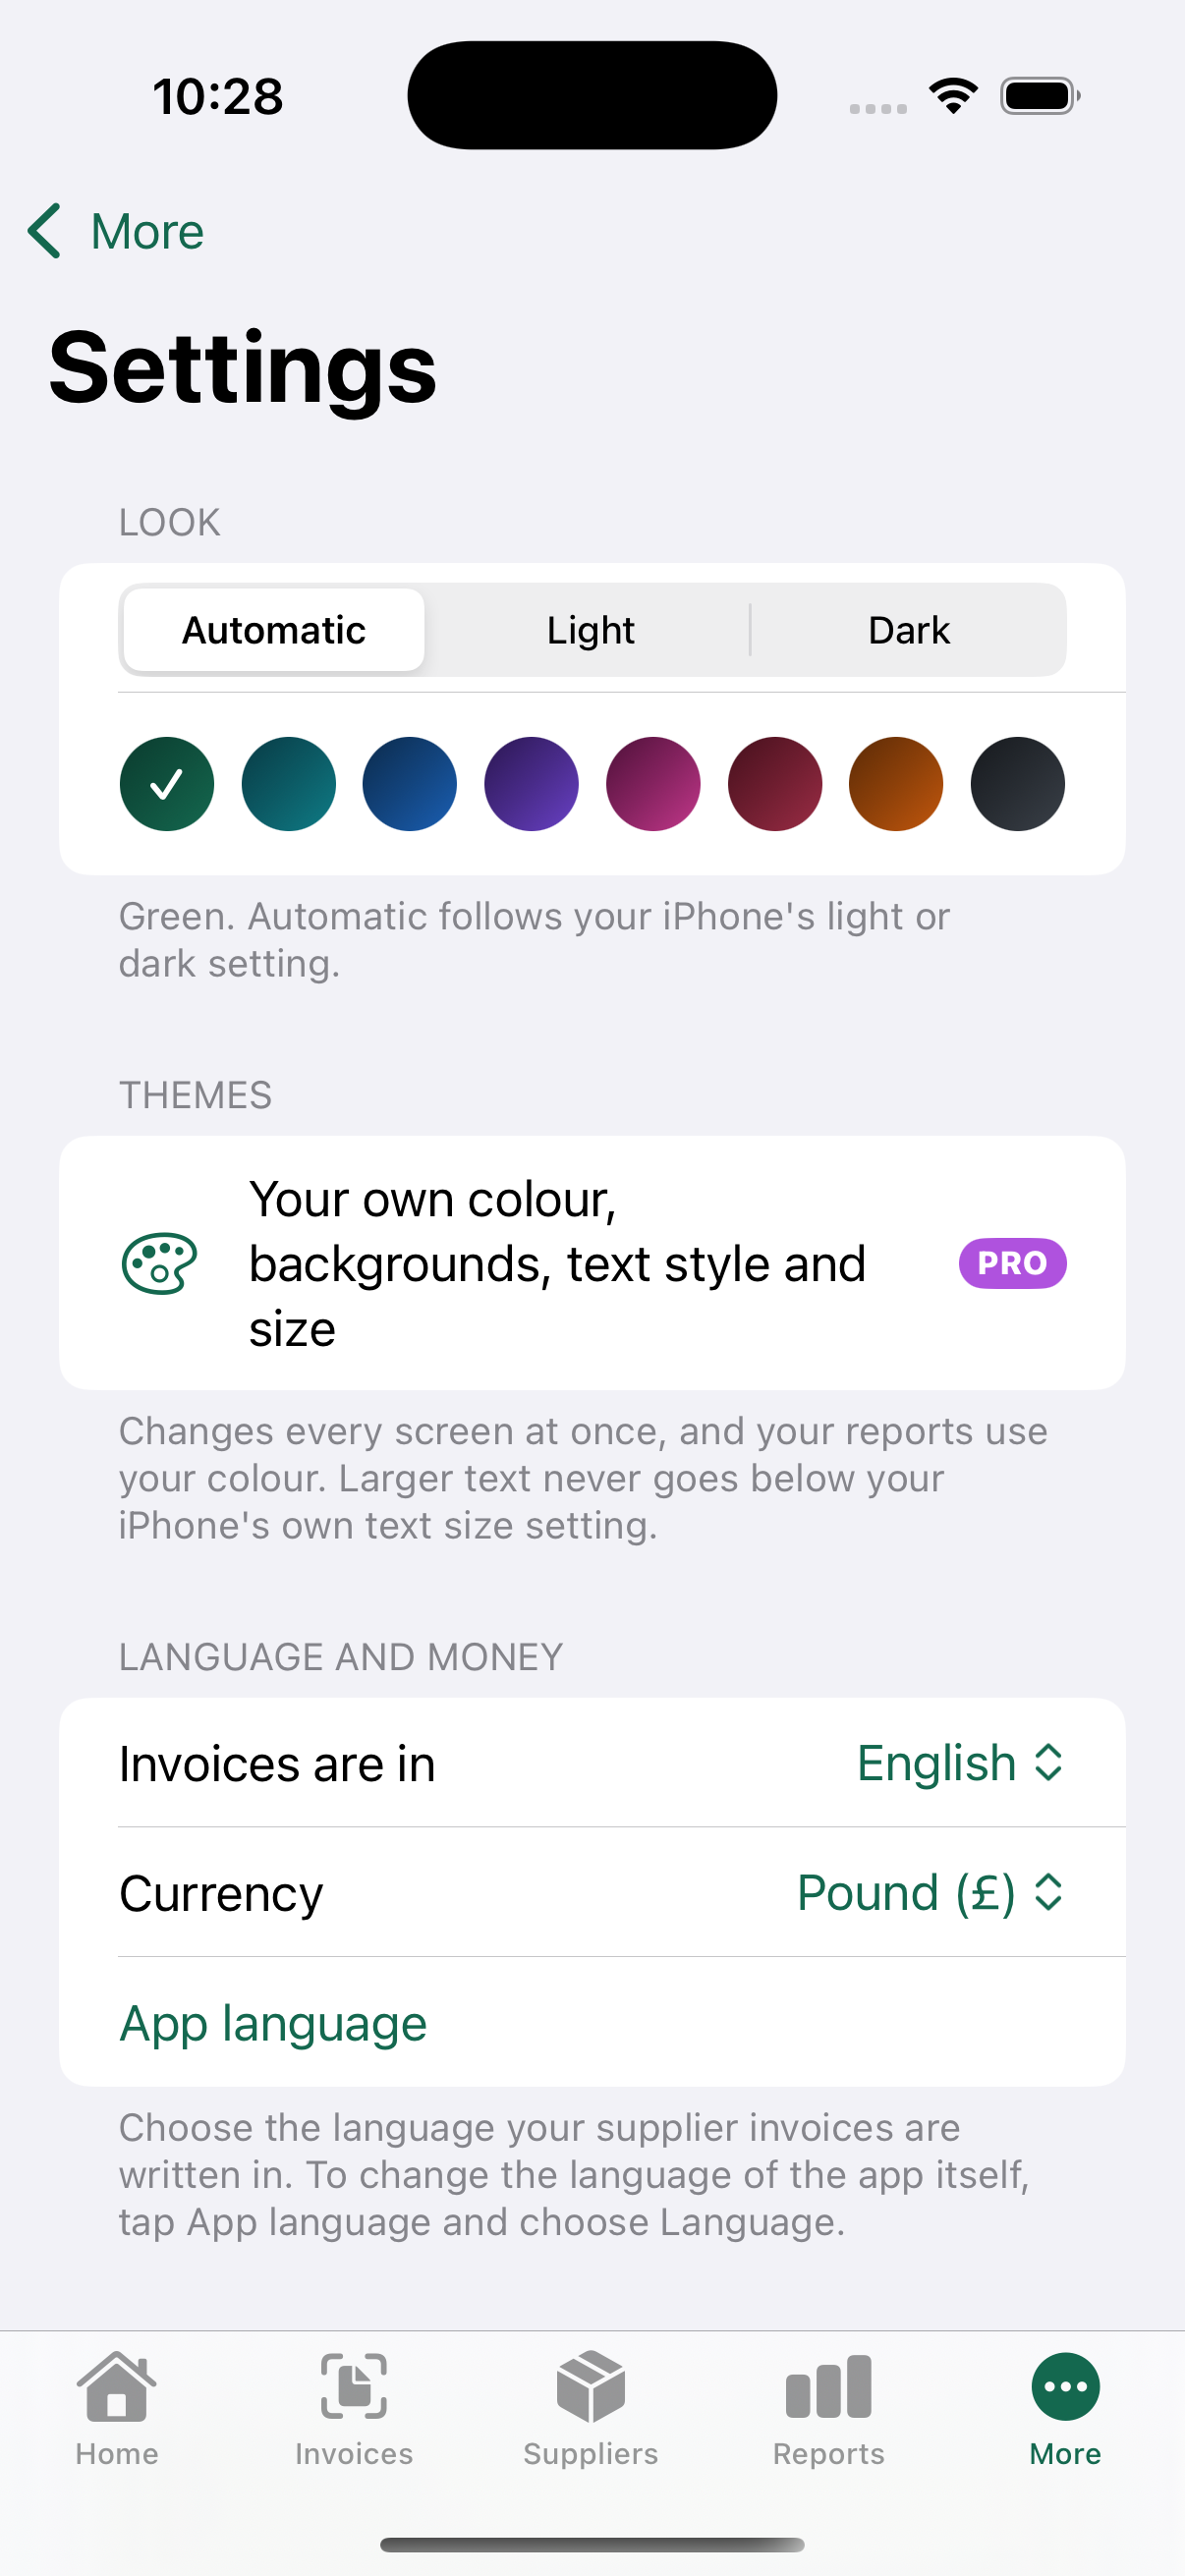 10:28
More
Settings
LOOK
Automatic Light Dark
Green. Automatic follows your iPhone's light or
dark setting.
THEMES
Your own colour,
backgrounds, text style and
size
PRO
Changes every screen at once, and your reports use
your colour. Larger text never goes below your
iPhone's own text size setting.
LANGUAGE AND MONEY
Invoices are in English
Currency Pound (£)
App language
Choose the language your supplier invoices are
written in. To change the language of the app itself,
tap App language and choose Language.
Home Invoices Suppliers Reports More